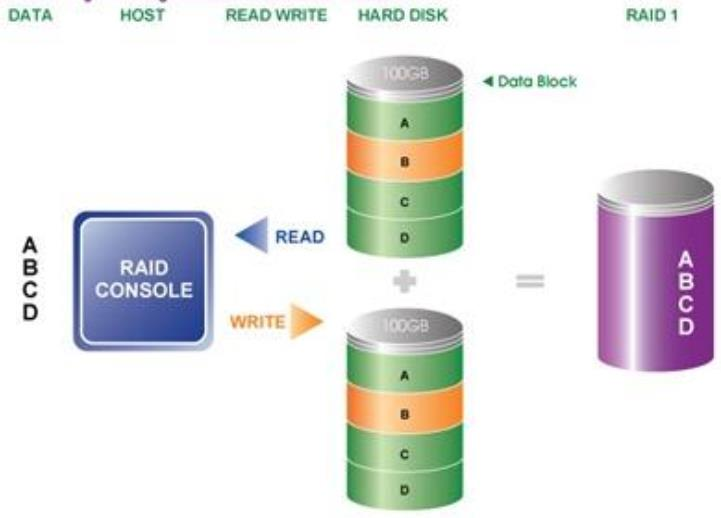 DATA HOST READ WRITE HARD DISK RAID 1
100GB
◄ Data Block
A
B
C
D
READ
A
B
C
D
RAID
CONSOLE
+
=
A
B
C
D
WRITE
100GB
A
B
C
D